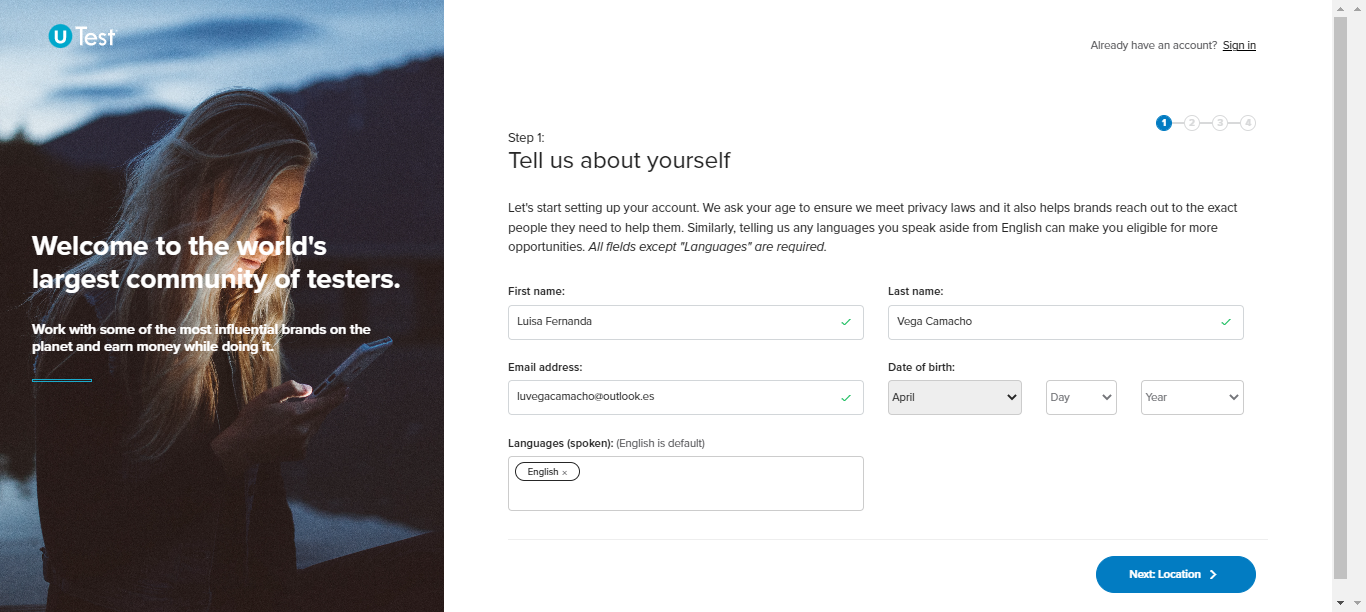 U Test
Welcome to the world's
largest community of testers.
Work with some of the most influential brands on the
planet and earn money while doing it.
Already have an account? Sign in
1 2 3 4
Step 1:
Tell us about yourself
Let's start setting up your account. We ask your age to ensure we meet privacy laws and it also helps brands reach out to the exact
people they need to help them. Similarly, telling us any languages you speak aside from English can make you eligible for more
opportunities. All fields except "Languages" are required.
First name: Last name:
Luisa Fernanda Vega Camacho
Email address: Date of birth:
luvegacamacho@outlook.es April Day Year
Languages (spoken): (English is default)
English ×
Next: Location